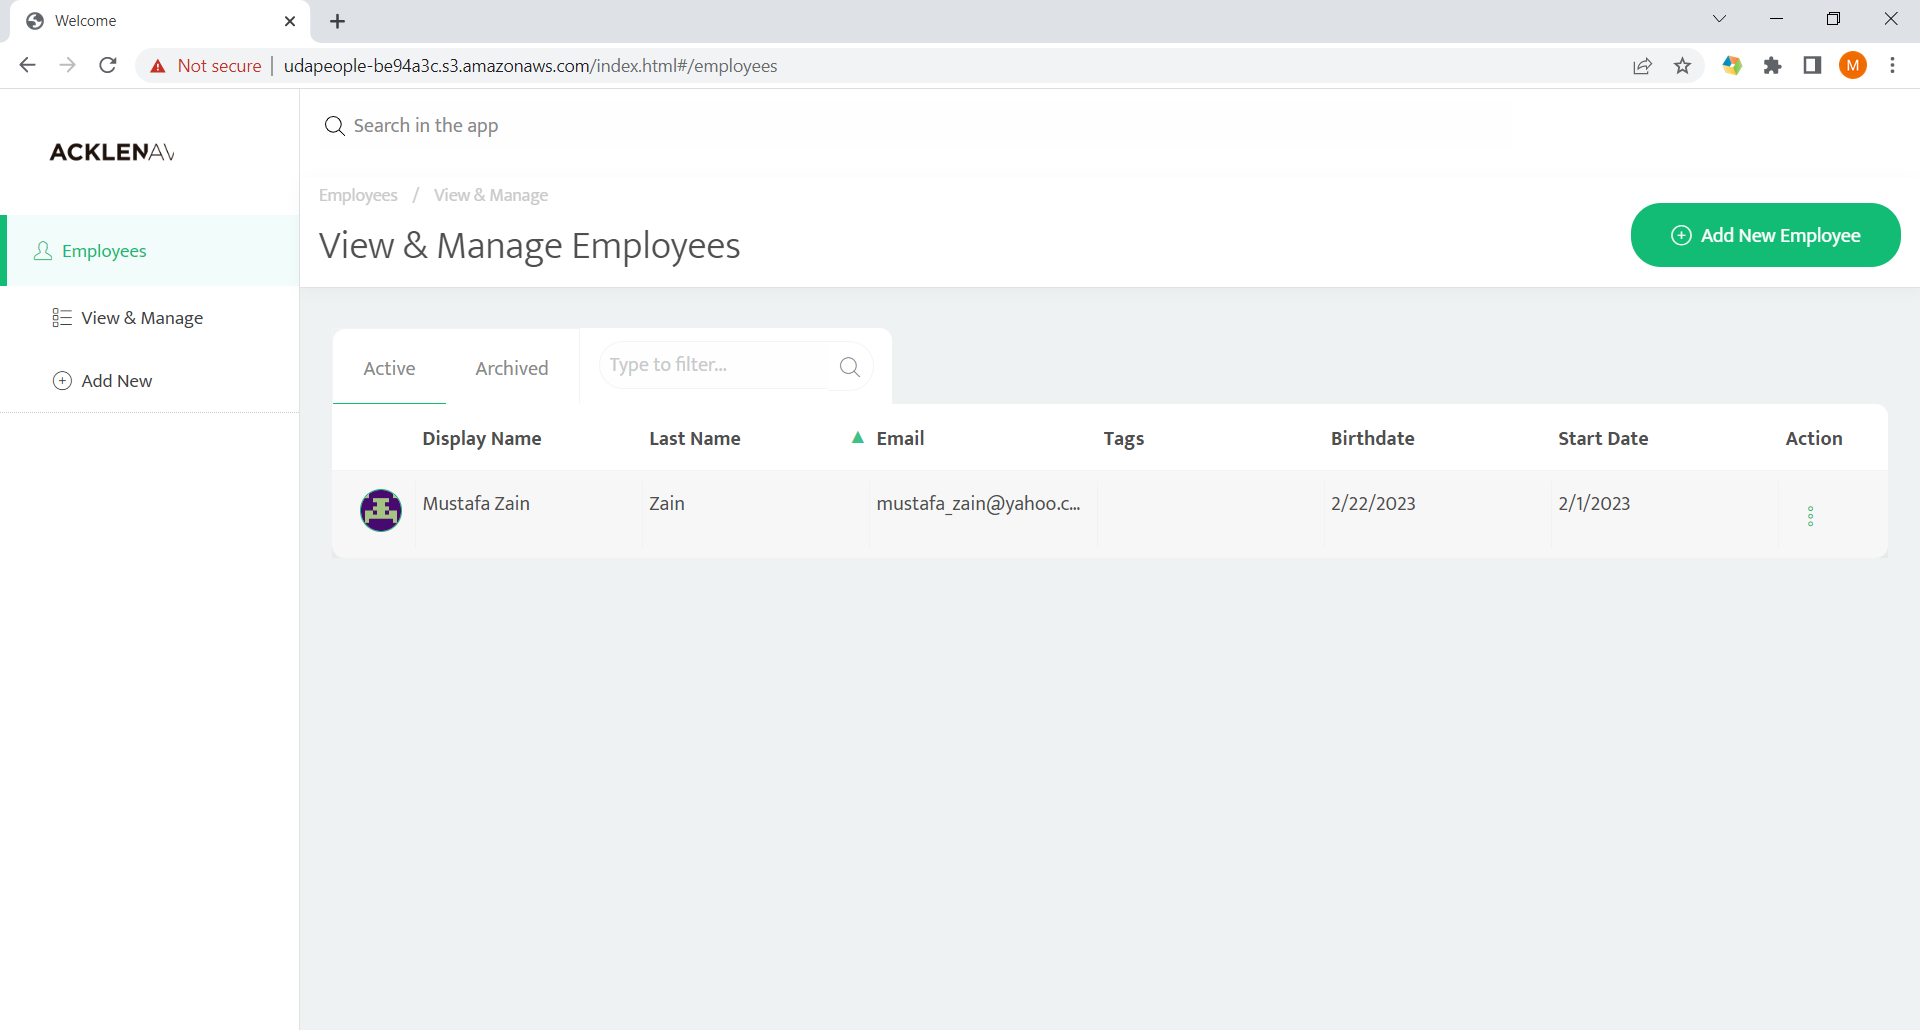 Welcome
Not secure | udapeople-be94a3c.s3.amazonaws.com/index.html#/employees
M
ACKLENAV
Search in the app
Employees / View & Manage
View & Manage Employees
Add New Employee
Employees
View & Manage
Add New
Active Archived Type to filter...
Display Name Last Name Email Tags Birthdate Start Date Action
Mustafa Zain Zain mustafa_zain@yahoo.c... 2/22/2023 2/1/2023